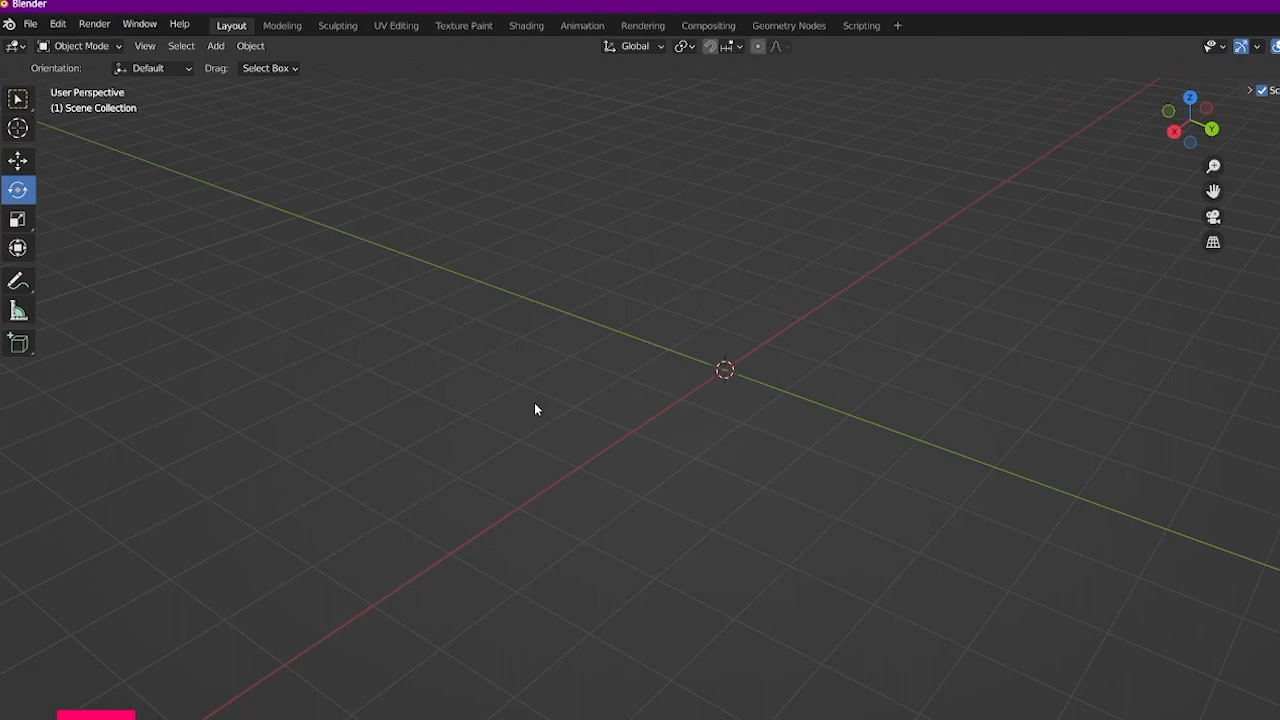 Blender
File Edit Render Window Help Layout Modeling Sculpting UV Editing Texture Paint Shading Animation Rendering Compositing Geometry Nodes Scripting +
Object Mode View Select Add Object Global
Orientation: Default Drag: Select Box
User Perspective
(1) Scene Collection
Sc
Z
X
Y